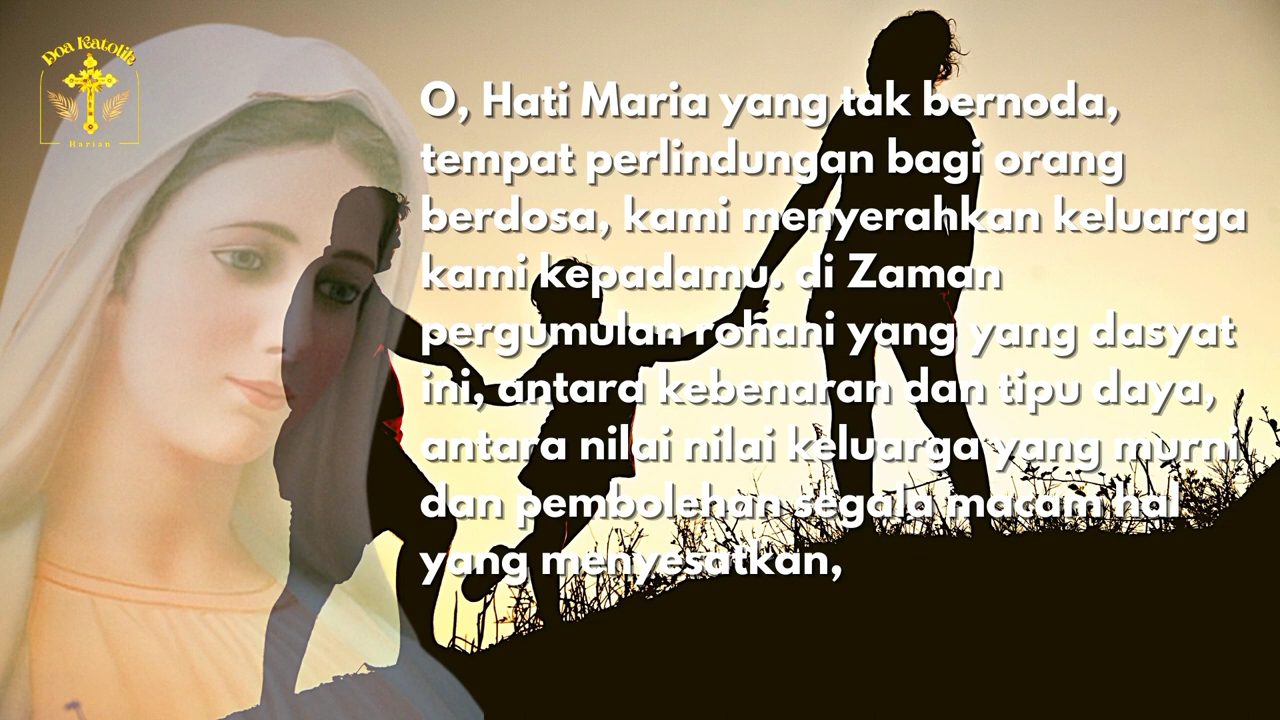 Doa Katolik
Harian
O, Hati Maria yang tak bernoda,
tempat perlindungan bagi orang
berdosa, kami menyerahkan keluarga
kami kepadamu. di Zaman
pergumulan rohani yang yang dasyat
ini, antara kebenaran dan tipu daya,
antara nilai nilai keluarga yang murni
dan pembolehan segala macam hal
yang menyesatkan,